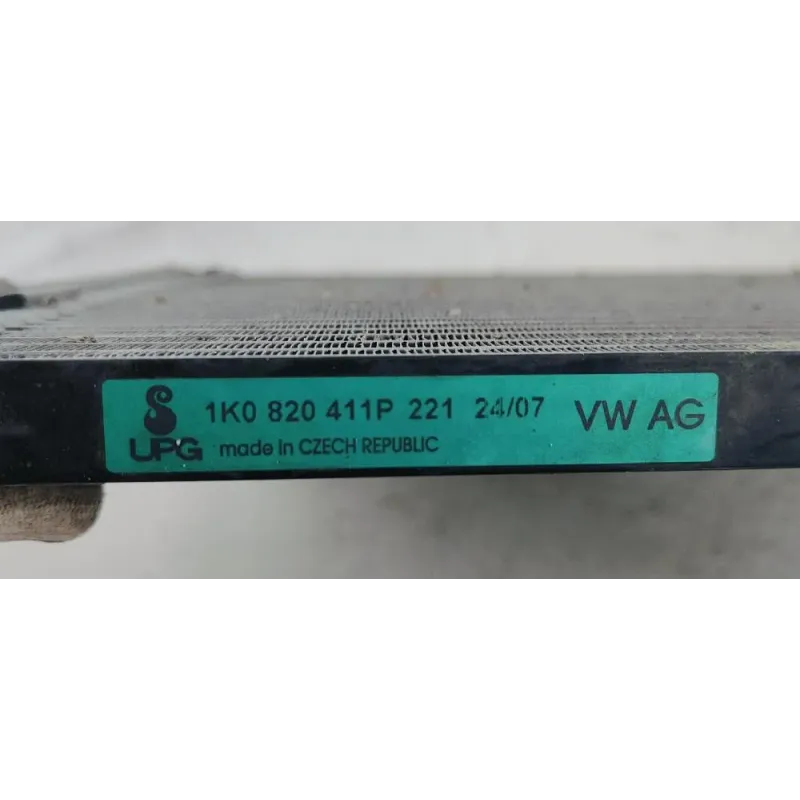 1K0 820 411P 221 24/07 VW AG
UPG made in CZECH REPUBLIC